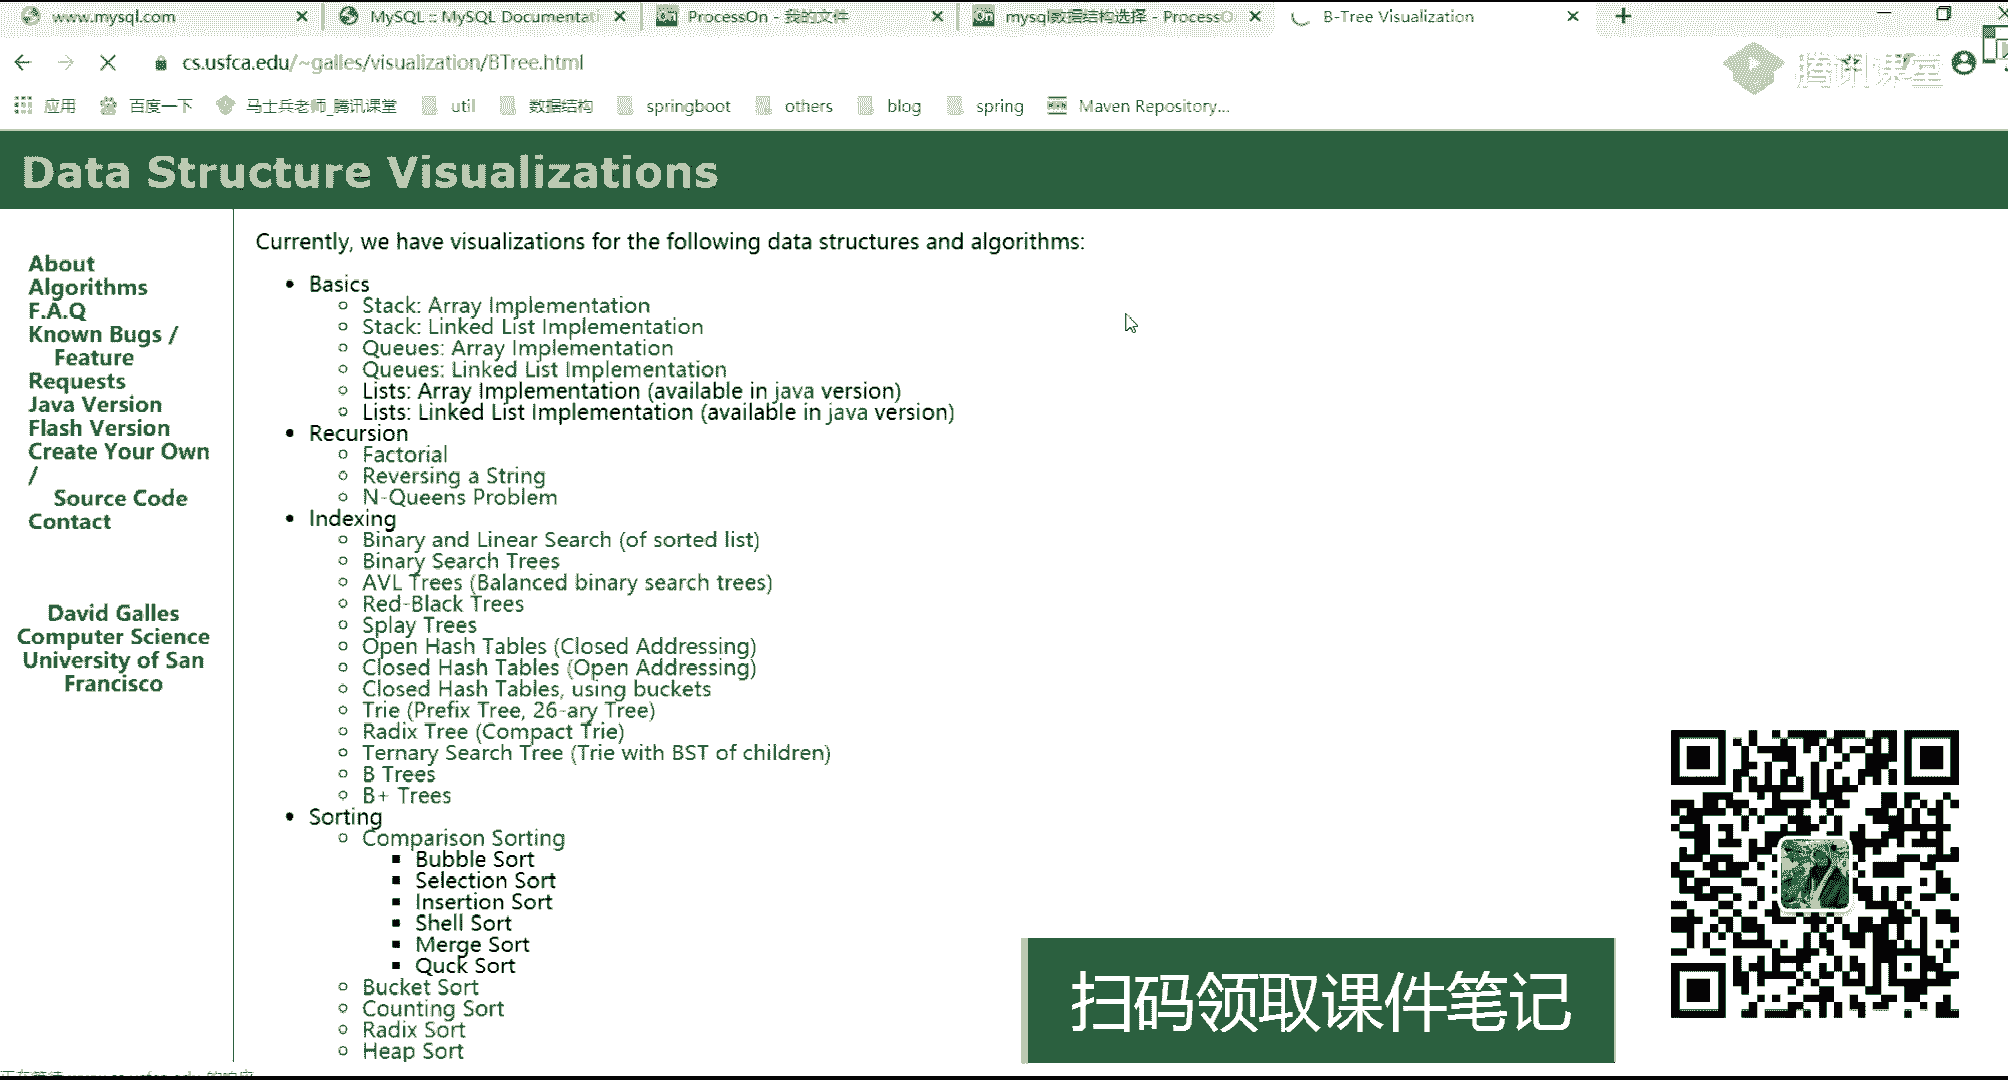 www.mysql.com
MySQL :: MySQL Documentati
ProcessOn - 我的文件
mysql数据结构选择 - ProcessO
B-Tree Visualization
cs.usfca.edu/~galles/visualization/BTree.html
腾讯课堂
应用
百度一下
马士兵老师_腾讯课堂
util
数据结构
springboot
others
blog
spring
Maven Repository...
Data Structure Visualizations
About
Algorithms
F.A.Q
Known Bugs /
Feature
Requests
Java Version
Flash Version
Create Your Own
/
Source Code
Contact
David Galles
Computer Science
University of San
Francisco
Currently, we have visualizations for the following data structures and algorithms:
Basics
Stack: Array Implementation
Stack: Linked List Implementation
Queues: Array Implementation
Queues: Linked List Implementation
Lists: Array Implementation (available in java version)
Lists: Linked List Implementation (available in java version)
Recursion
Factorial
Reversing a String
N-Queens Problem
Indexing
Binary and Linear Search (of sorted list)
Binary Search Trees
AVL Trees (Balanced binary search trees)
Red-Black Trees
Splay Trees
Open Hash Tables (Closed Addressing)
Closed Hash Tables (Open Addressing)
Closed Hash Tables, using buckets
Trie (Prefix Tree, 26-ary Tree)
Radix Tree (Compact Trie)
Ternary Search Tree (Trie with BST of children)
B Trees
B+ Trees
Sorting
Comparison Sorting
Bubble Sort
Selection Sort
Insertion Sort
Shell Sort
Merge Sort
Quck Sort
Bucket Sort
Counting Sort
Radix Sort
Heap Sort
扫码领取课件笔记